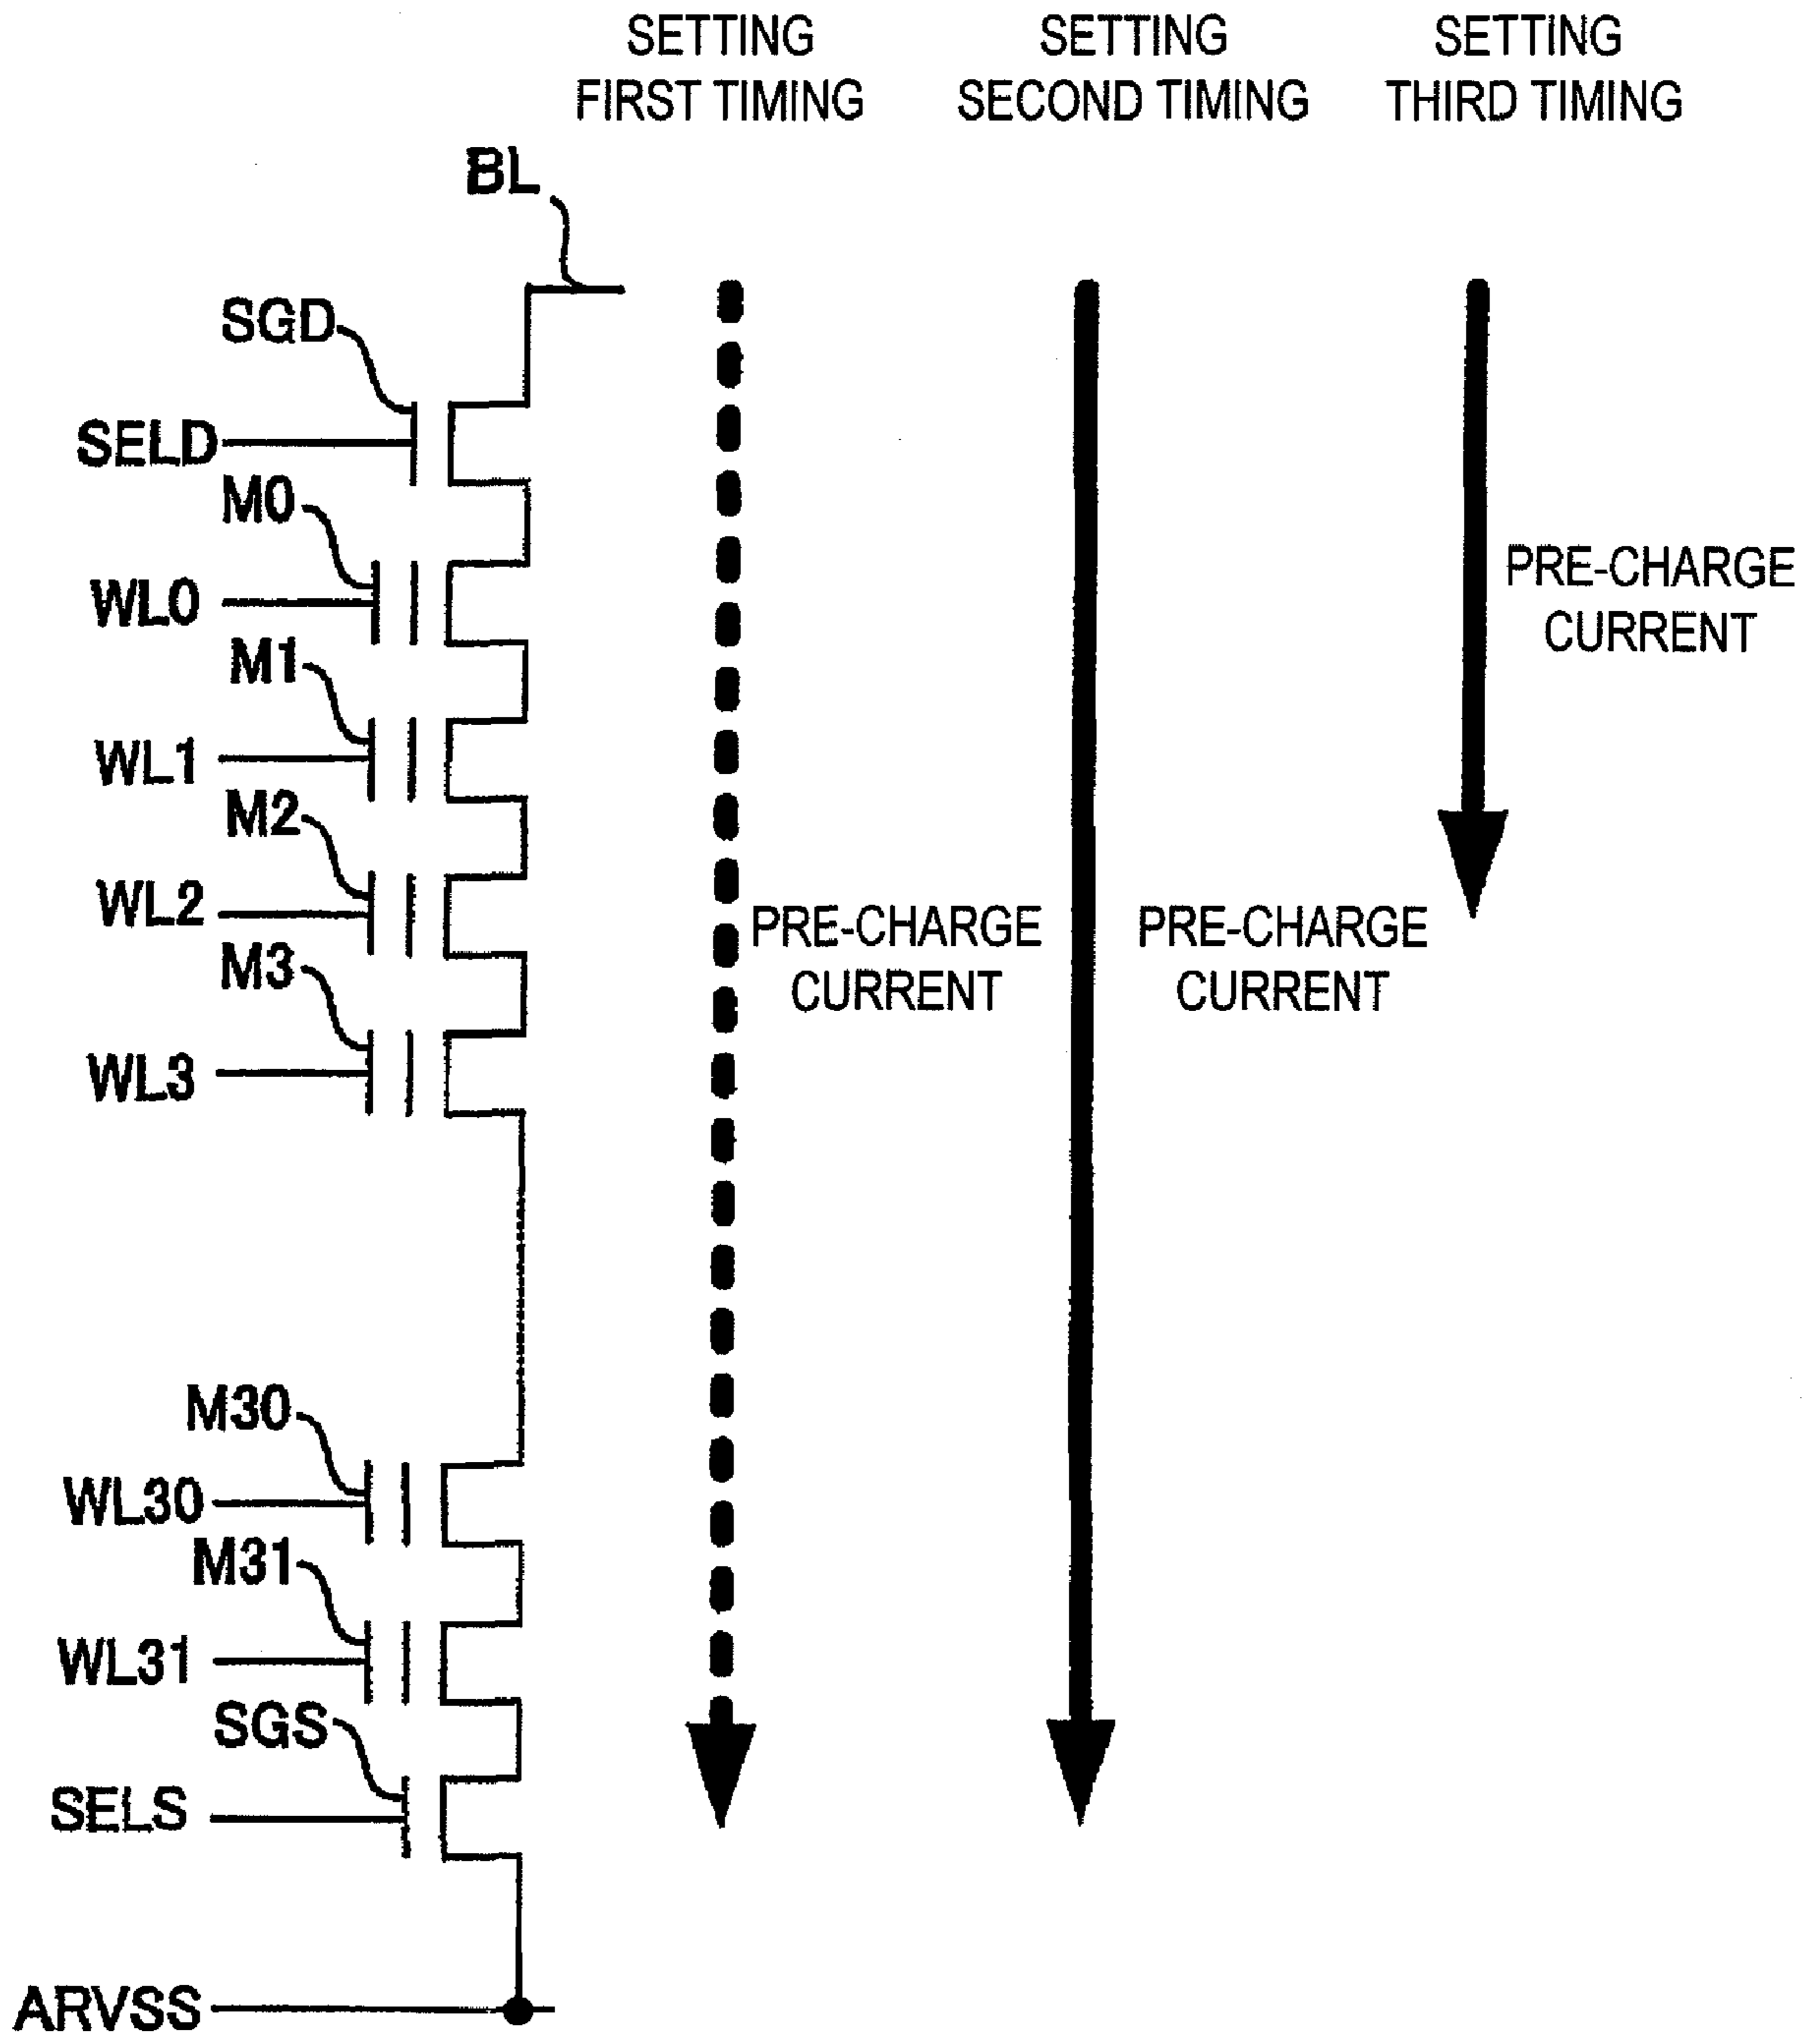 SETTING
FIRST TIMING
SETTING
SECOND TIMING
SETTING
THIRD TIMING
BL
SGD
SELD
M0
WL0
M1
WL1
M2
WL2
M3
WL3
PRE-CHARGE
CURRENT
PRE-CHARGE
CURRENT
PRE-CHARGE
CURRENT
M30
WL30
M31
WL31
SGS
SELS
ARVSS